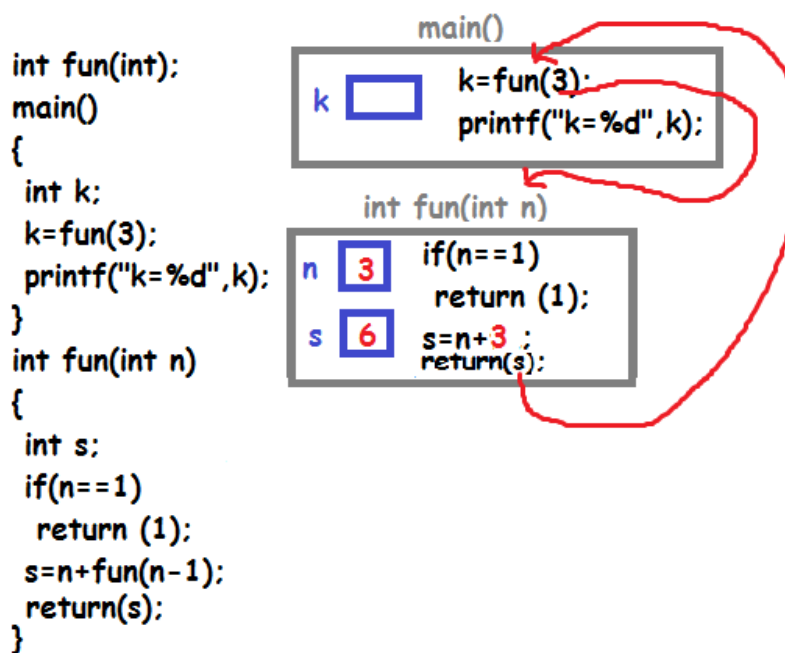 int fun(int);
main()
{
int k;
k=fun(3);
printf("k=%d",k);
}
int fun(int n)
{
int s;
if(n==1)
return (1);
s=n+fun(n-1);
return(s);
}
main()
k
k=fun(3);
printf("k=%d",k);
int fun(int n)
n 3
s 6
if(n==1)
return (1);
s=n+3 ;
return(s);